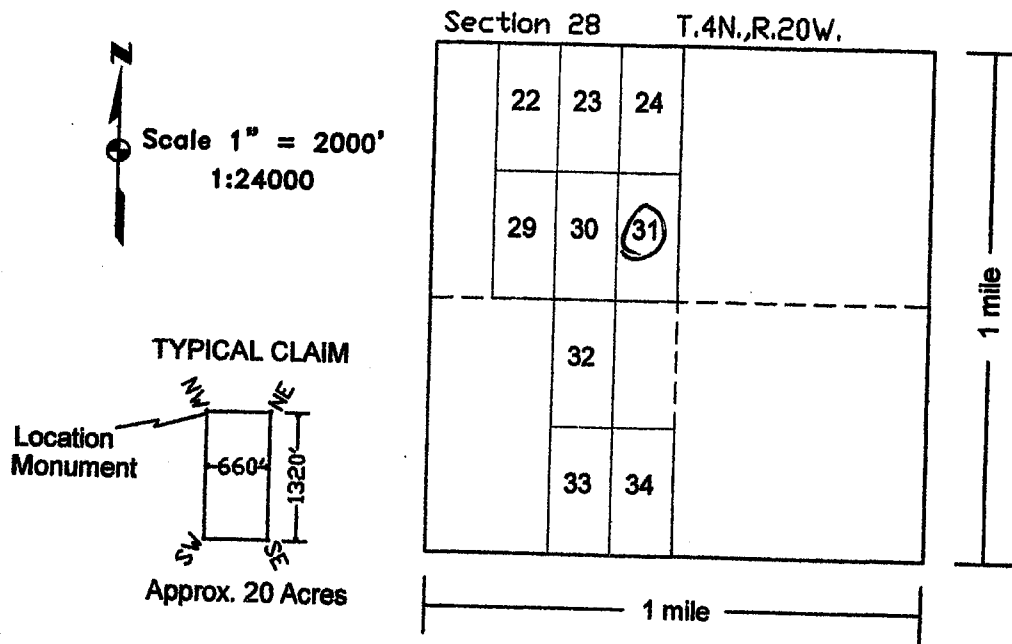 Section 28 T.4N.,R.20W.
N
Scale 1" = 2000'
1:24000
22 23 24
29 30 31
32
33 34
1 mile
1 mile
TYPICAL CLAIM
NW NE
Location
Monument
660'
1320'
SW SE
Approx. 20 Acres